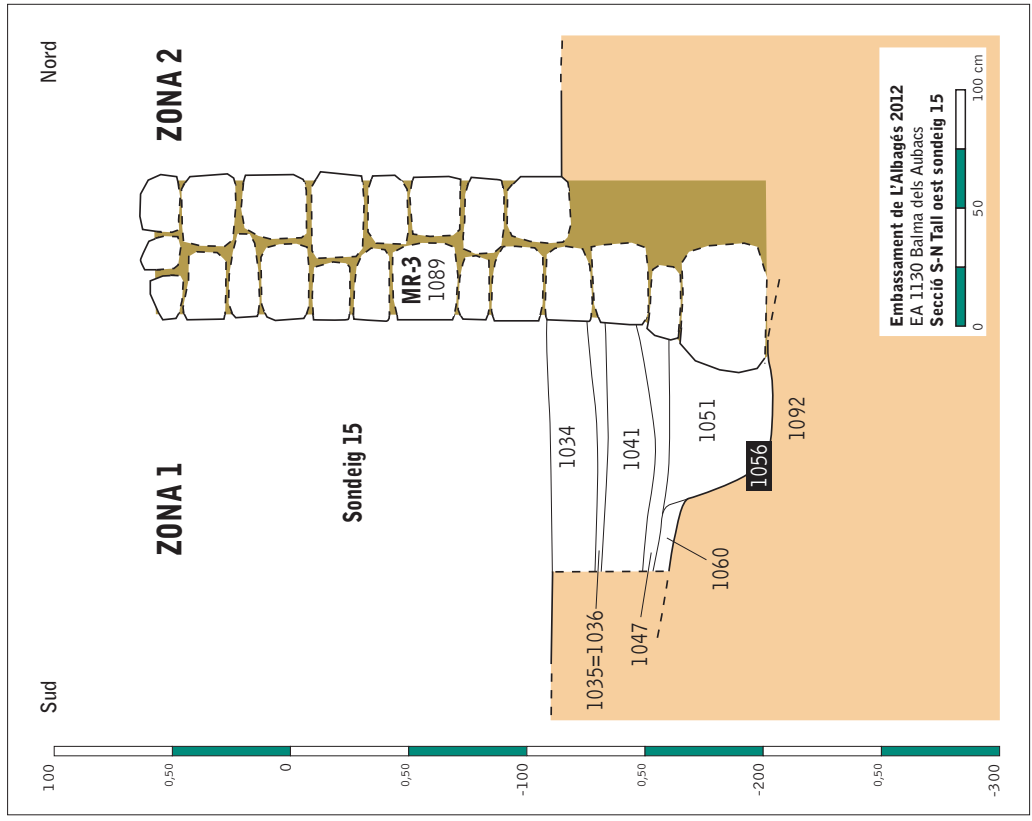 Sud
Nord
ZONA 1
ZONA 2
Sondeig 15
MR-3
1089
1034
1035=1036
1041
1047
1060
1051
1056
1092
100
0,50
0
0,50
-100
0,50
-200
0,50
-300
Embassament de L'Albagés 2012
EA 1130 Balma dels Aubacs
Secció S-N Tall oest sondeig 15
0
50
100 cm